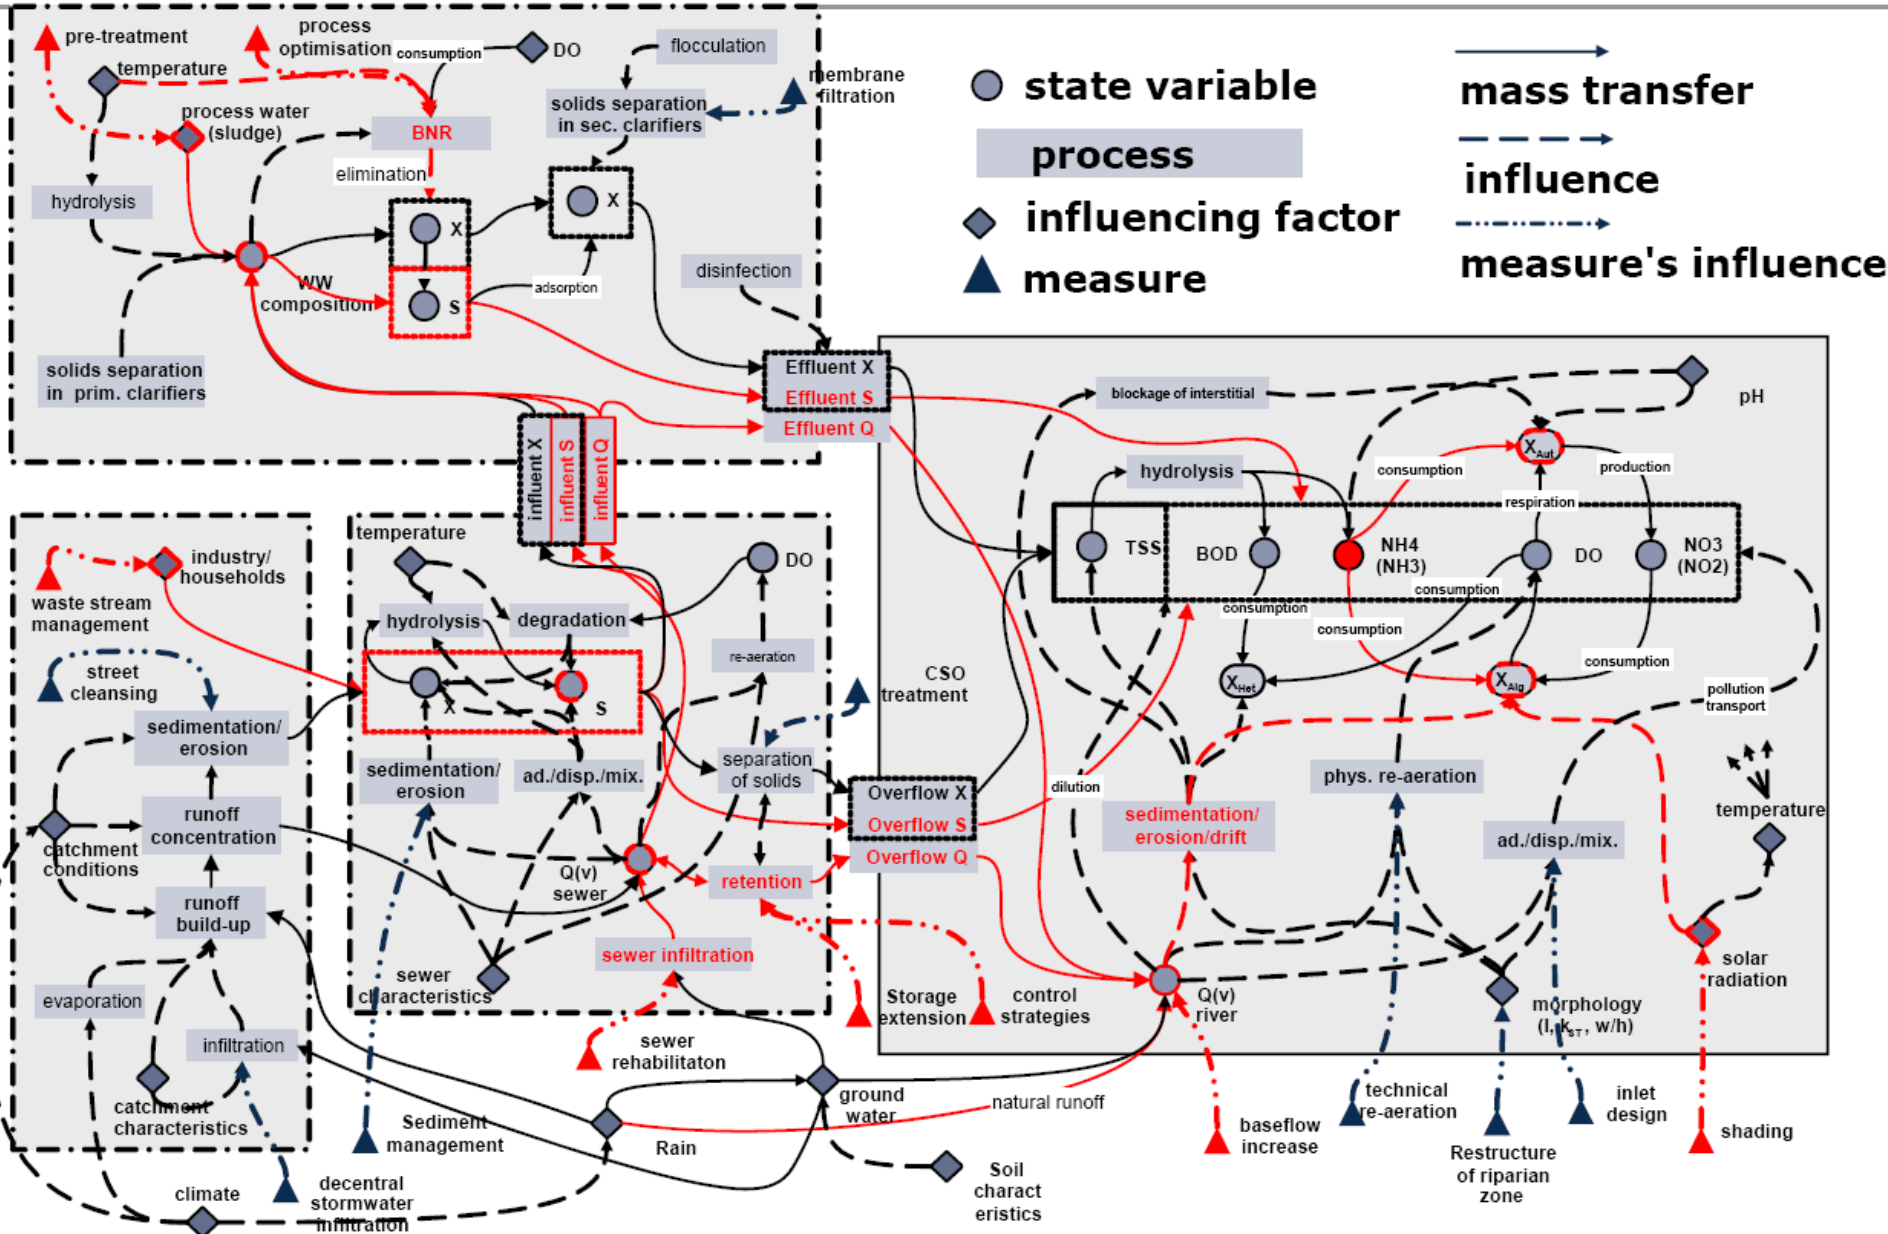 pre-treatment
process
optimisation
consumption
DO
flocculation
temperature
membrane
filtration
process water
(sludge)
BNR
solids separation
in sec. clarifiers
elimination
hydrolysis
X
X
WW
composition
S
adsorption
disinfection
solids separation
in prim. clarifiers
Effluent X
Effluent S
Effluent Q
influent X
influent S
influent Q
state variable
process
influencing factor
measure
mass transfer
influence
measure's influence
industry/
households
waste stream
management
street
cleansing
sedimentation/
erosion
runoff
concentration
catchment
conditions
runoff
build-up
evaporation
infiltration
catchment
characteristics
climate
decentral
stormwater
infiltration
temperature
DO
hydrolysis
degradation
re-aeration
X
S
sedimentation/
erosion
ad./disp./mix.
separation
of solids
CSO
treatment
Q(v)
sewer
retention
sewer infiltration
sewer
characteristics
Overflow X
Overflow S
Overflow Q
Storage
extension
control
strategies
sewer
rehabilitaton
Sediment
management
Rain
ground
water
natural runoff
Soil
charact
eristics
blockage of interstitial
pH
hydrolysis
consumption
XAut
production
respiration
TSS
BOD
NH4
(NH3)
DO
NO3
(NO2)
consumption
consumption
consumption
consumption
XHet
XAlg
pollution
transport
dilution
sedimentation/
erosion/drift
phys. re-aeration
ad./disp./mix.
temperature
solar
radiation
Q(v)
river
morphology
(I, kST, w/h)
baseflow
increase
technical
re-aeration
Restructure
of riparian
zone
inlet
design
shading